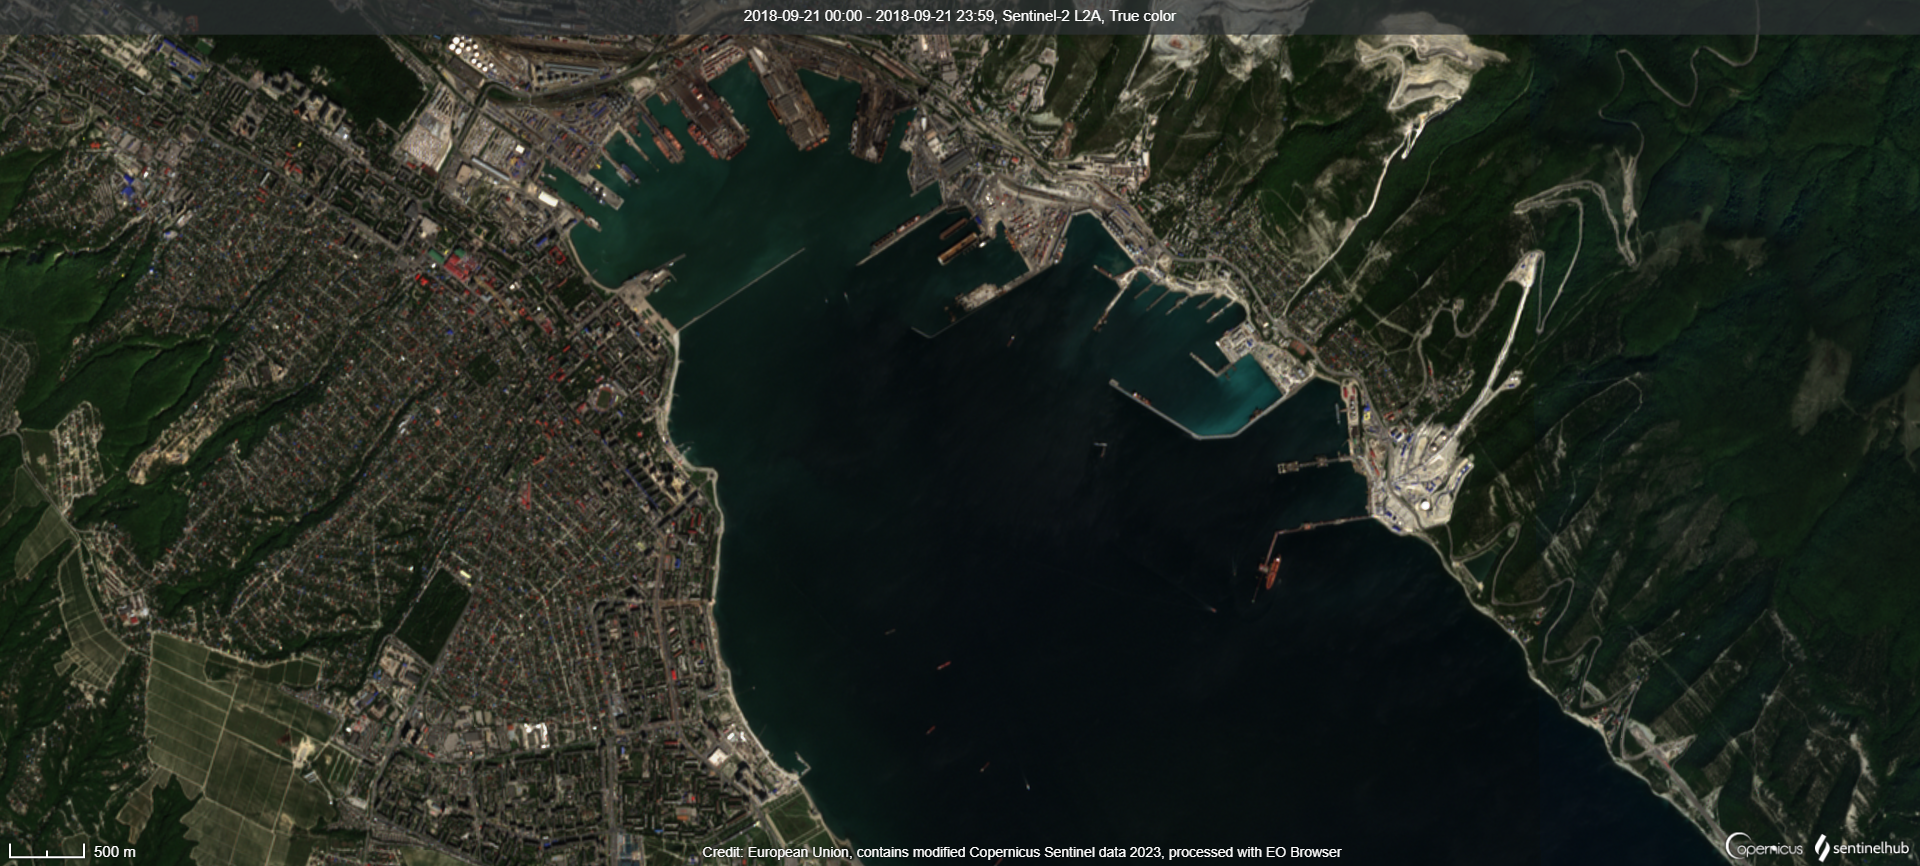 2018-09-21 00:00 - 2018-09-21 23:59, Sentinel-2 L2A, True color
500 m
Credit: European Union, contains modified Copernicus Sentinel data 2023, processed with EO Browser
opernicus
sentinelhub